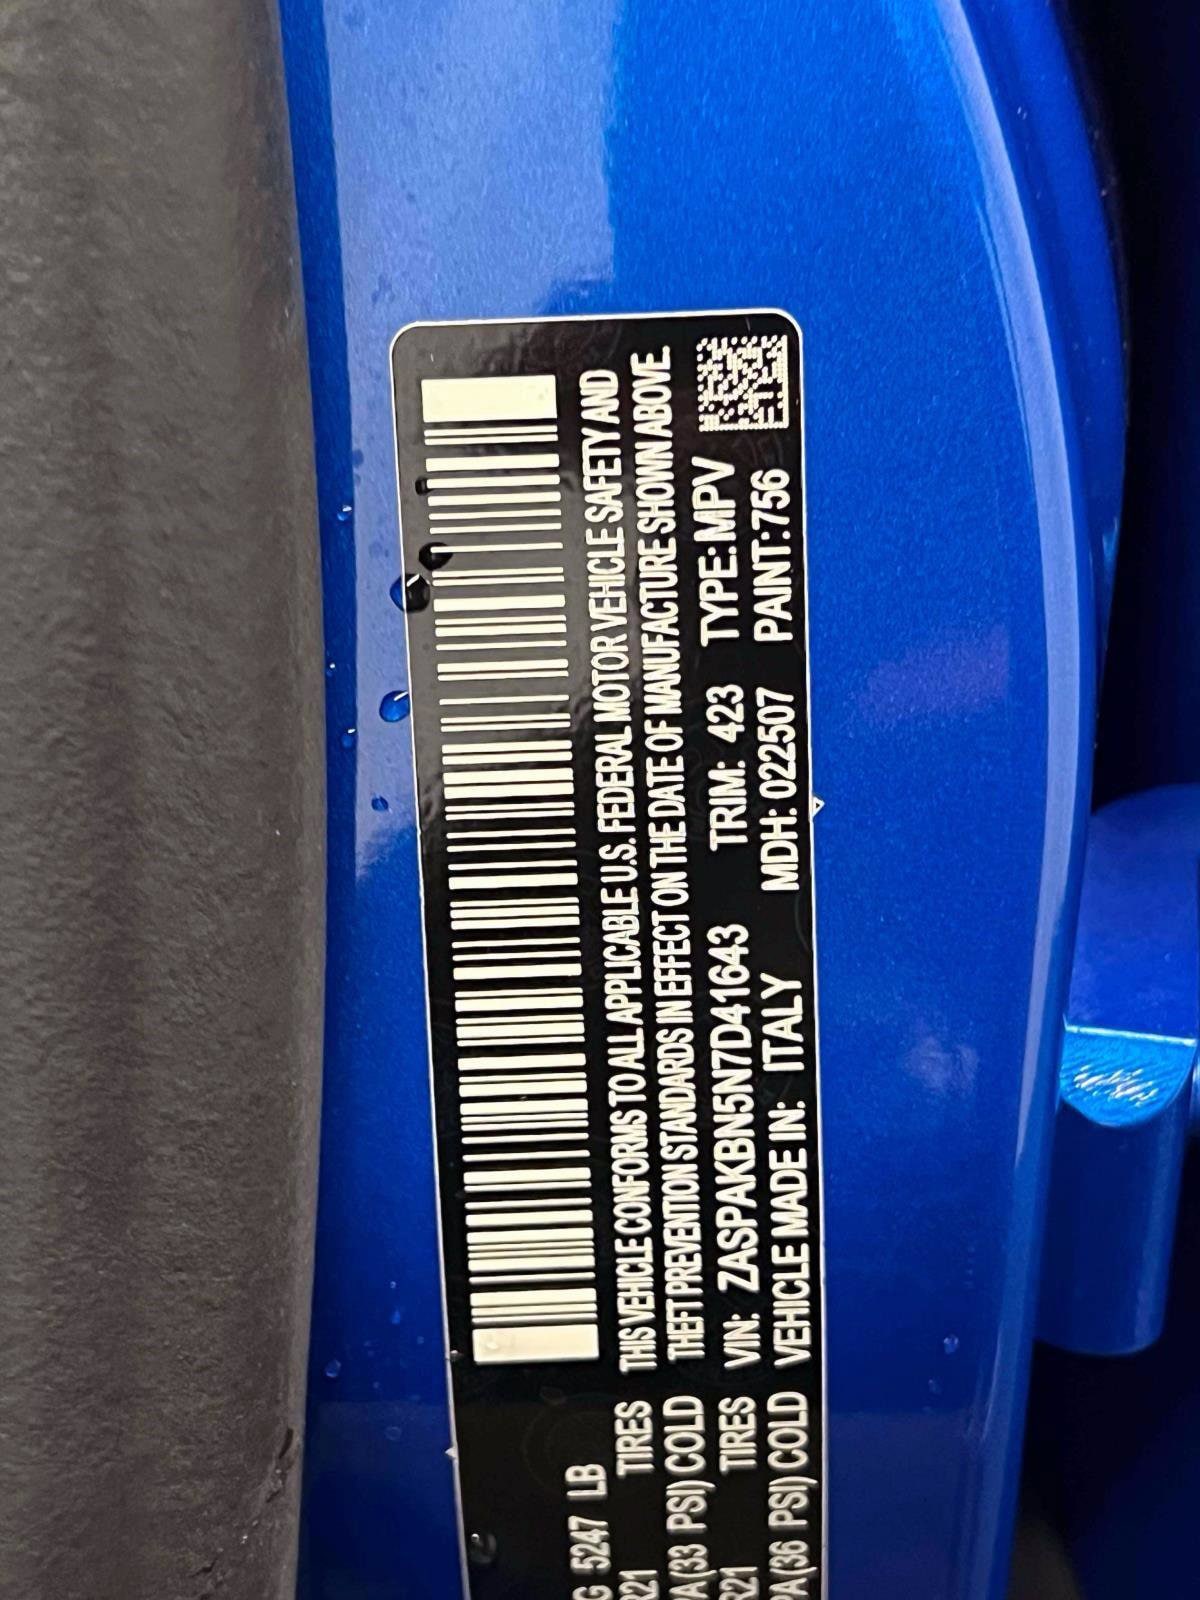 G 5247 LB
R21 TIRES
PA(33 PSI) COLD
R21 TIRES
PA(36 PSI) COLD
THIS VEHICLE CONFORMS TO ALL APPLICABLE U.S. FEDERAL MOTOR VEHICLE SAFETY AND
THEFT PREVENTION STANDARDS IN EFFECT ON THE DATE OF MANUFACTURE SHOWN ABOVE.
VIN: ZASPAKBN5N7D41643 TRIM: 423 TYPE: MPV
VEHICLE MADE IN: ITALY MDH: 022507 PAINT:756